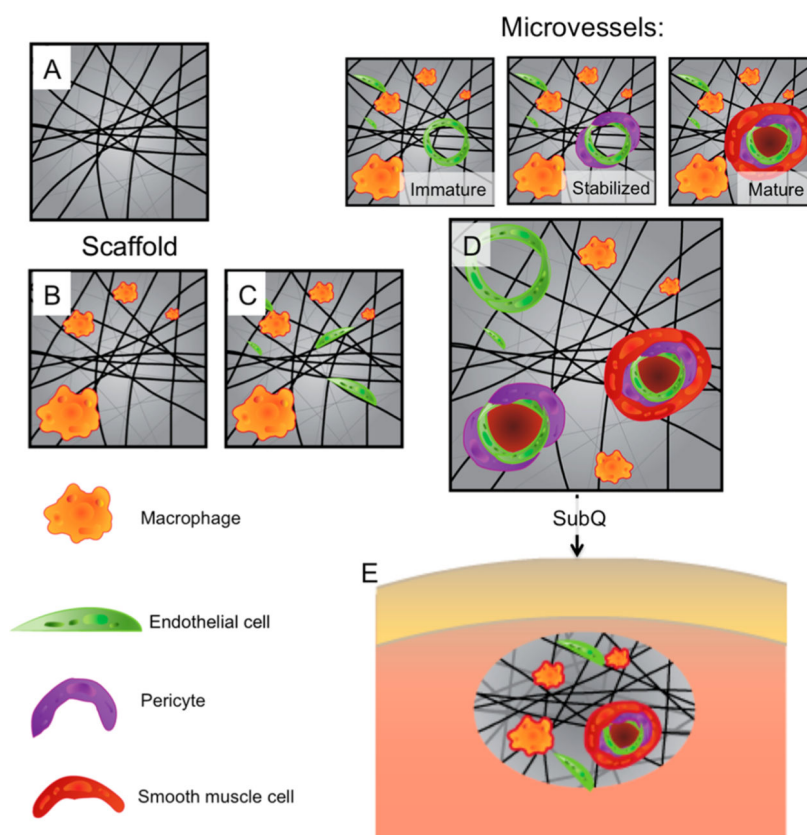 Microvessels:
A
Immature
Stabilized
Mature
Scaffold
B
C
D
Macrophage
SubQ
E
Endothelial cell
Pericyte
Smooth muscle cell